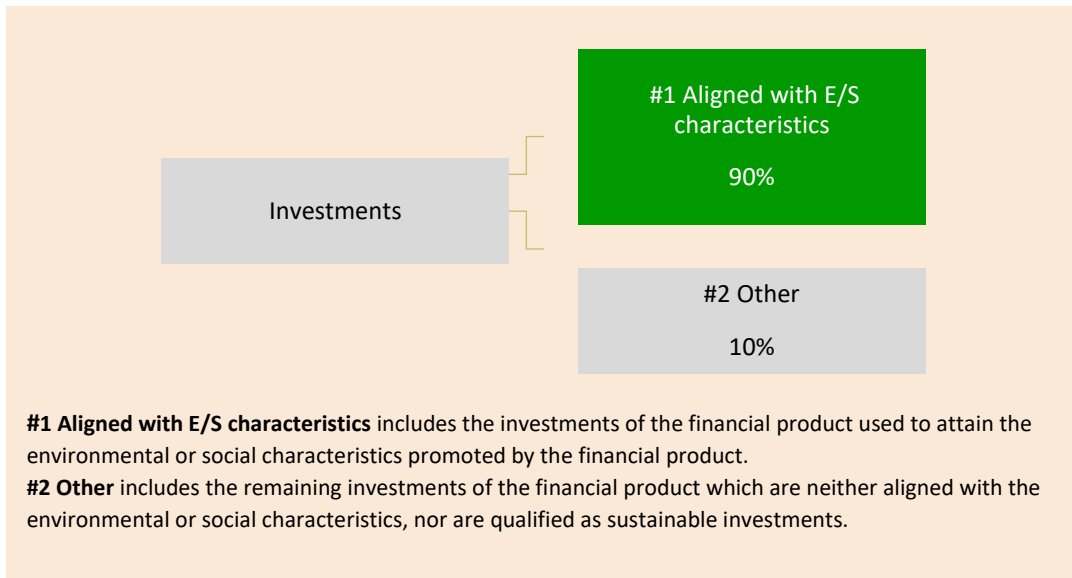 #1 Aligned with E/S
characteristics
90%
Investments
#2 Other
10%
#1 Aligned with E/S characteristics includes the investments of the financial product used to attain the
environmental or social characteristics promoted by the financial product.
#2 Other includes the remaining investments of the financial product which are neither aligned with the
environmental or social characteristics, nor are qualified as sustainable investments.